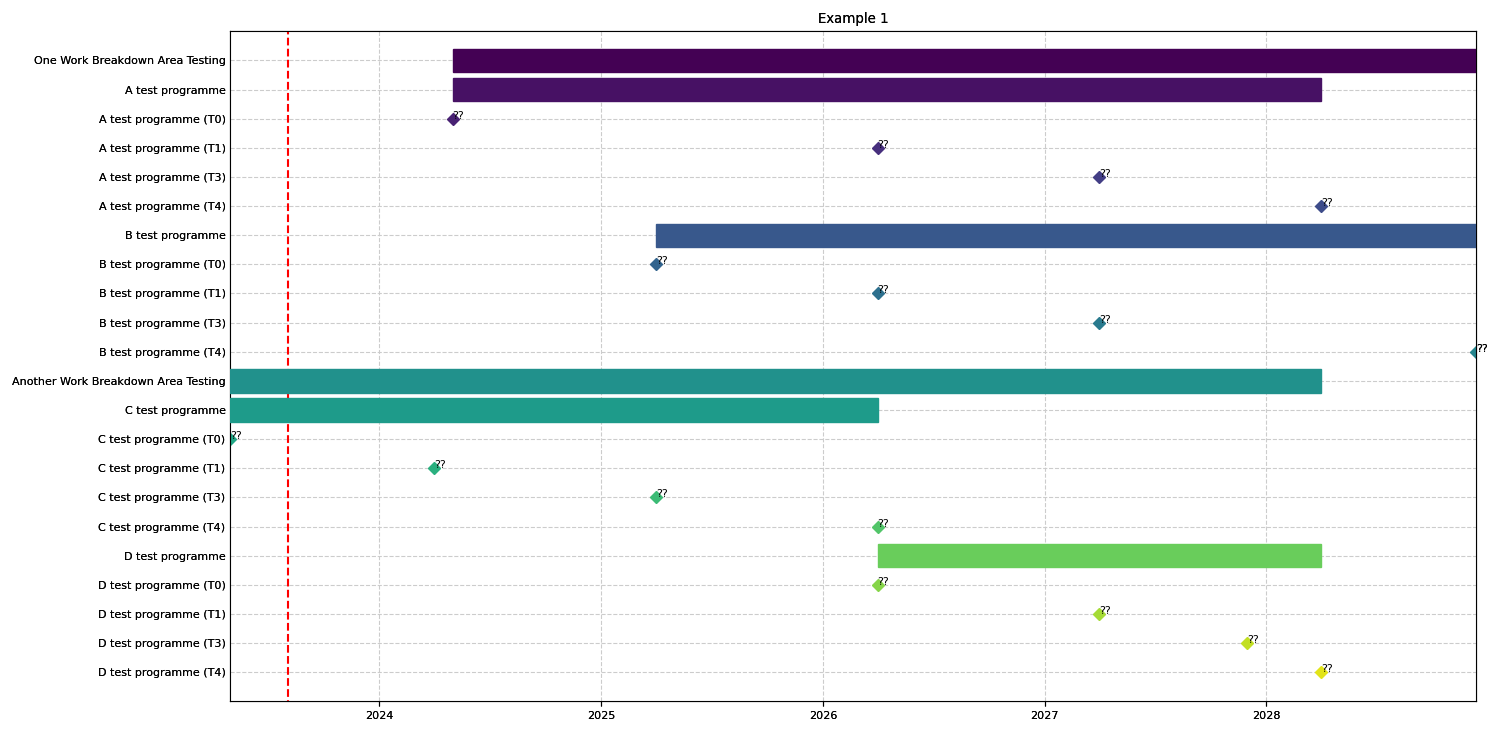 Example 1
One Work Breakdown Area Testing
A test programme
A test programme (T0) ??
A test programme (T1) ??
A test programme (T3) ??
A test programme (T4) ??
B test programme
B test programme (T0) ??
B test programme (T1) ??
B test programme (T3) ??
B test programme (T4) ??
Another Work Breakdown Area Testing
C test programme
C test programme (T0) ??
C test programme (T1) ??
C test programme (T3) ??
C test programme (T4) ??
D test programme
D test programme (T0) ??
D test programme (T1) ??
D test programme (T3) ??
D test programme (T4) ??
2024 2025 2026 2027 2028